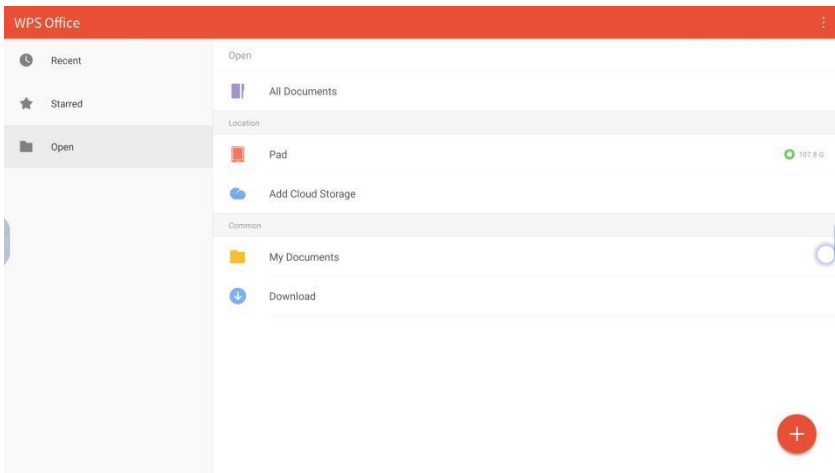 WPS Office
Recent
Starred
Open
Open
All Documents
Location
Pad
107.8 G
Add Cloud Storage
Common
My Documents
Download